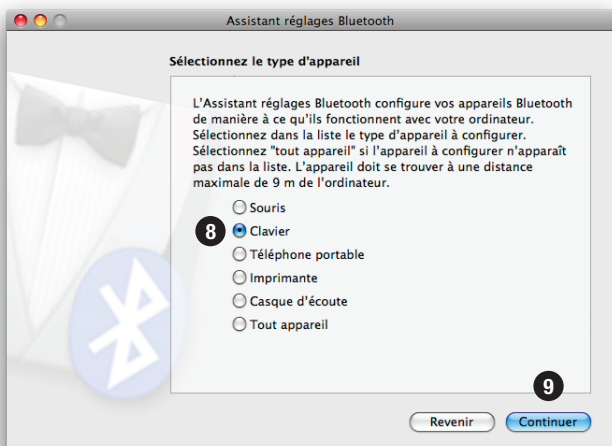 Assistant réglages Bluetooth
Sélectionnez le type d'appareil
L'Assistant réglages Bluetooth configure vos appareils Bluetooth
de manière à ce qu'ils fonctionnent avec votre ordinateur.
Sélectionnez dans la liste le type d'appareil à configurer.
Sélectionnez "tout appareil" si l'appareil à configurer n'apparaît
pas dans la liste. L'appareil doit se trouver à une distance
maximale de 9 m de l'ordinateur.
Souris
8 Clavier
Téléphone portable
Imprimante
Casque d'écoute
Tout appareil
9
Revenir Continuer